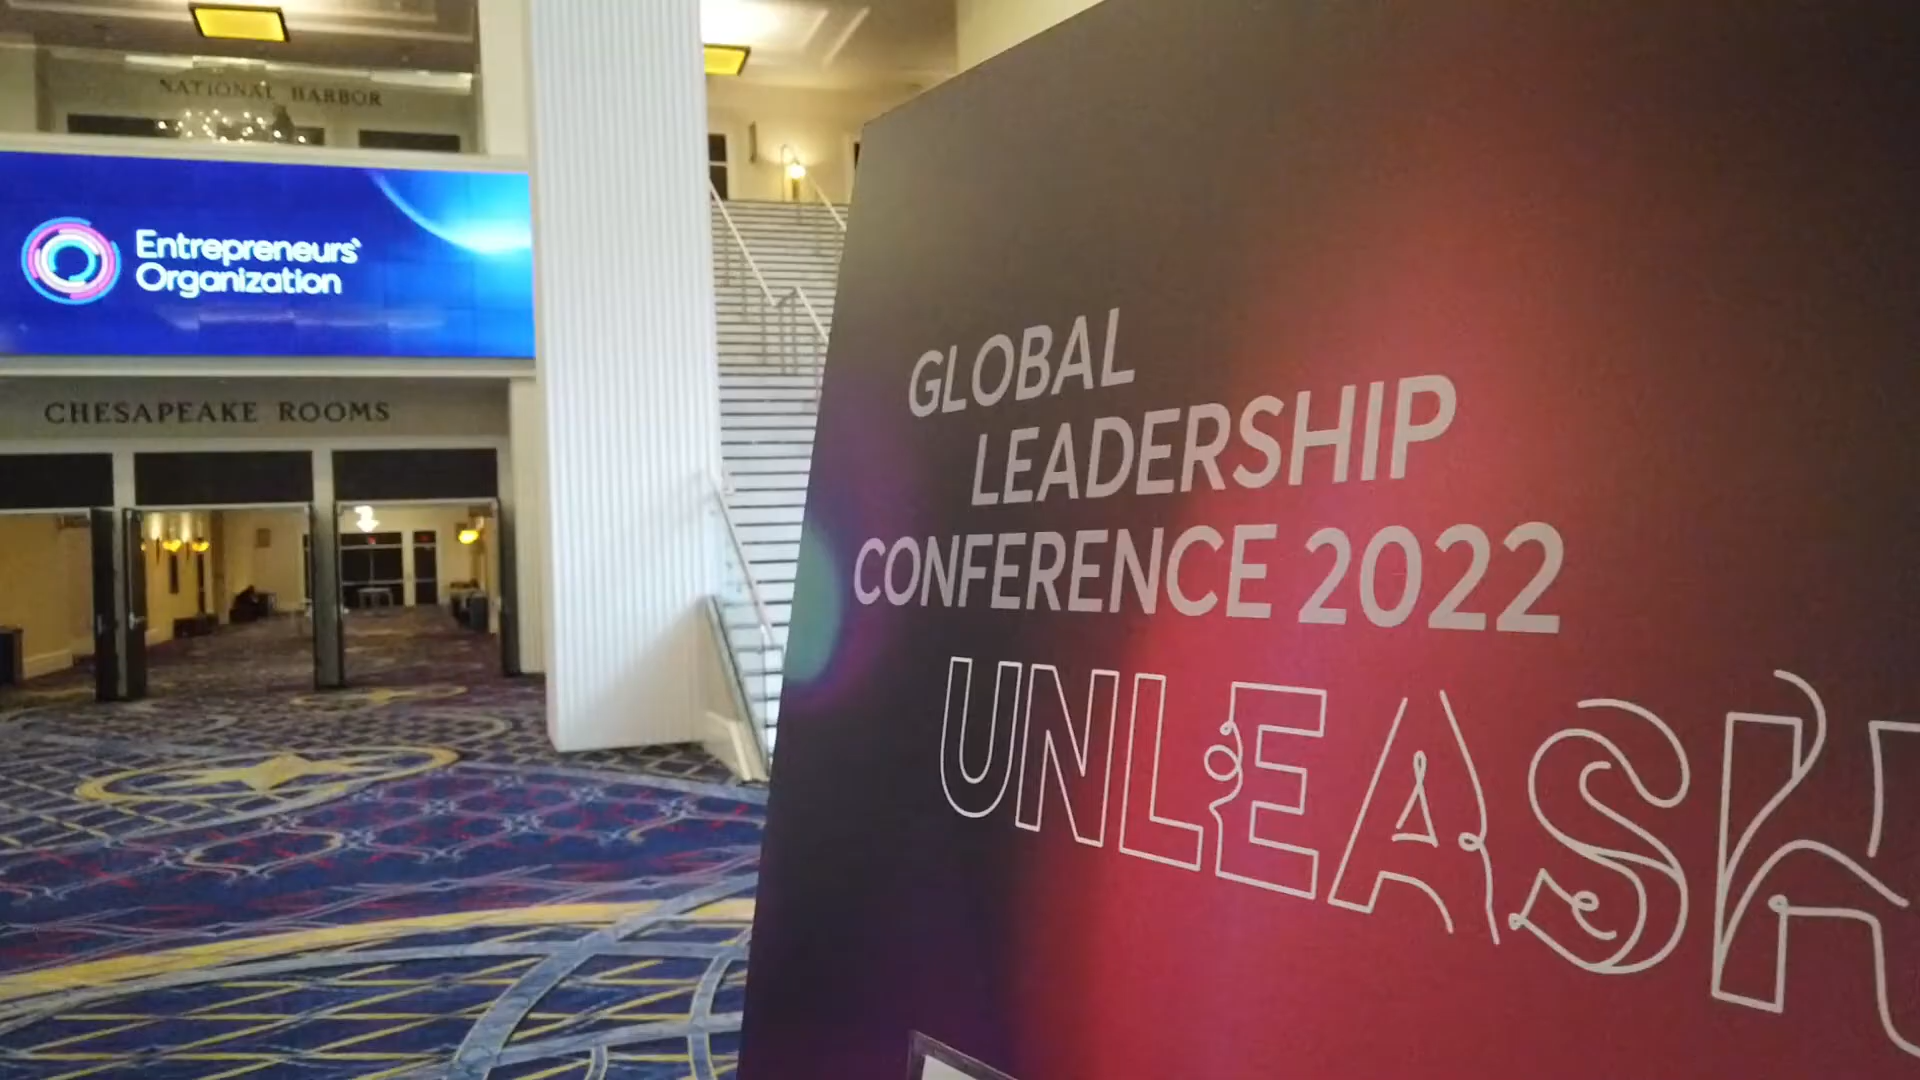 NATIONAL HARBOR
Entrepreneurs'
Organization
CHESAPEAKE ROOMS
GLOBAL
LEADERSHIP
CONFERENCE 2022
UNLEASH